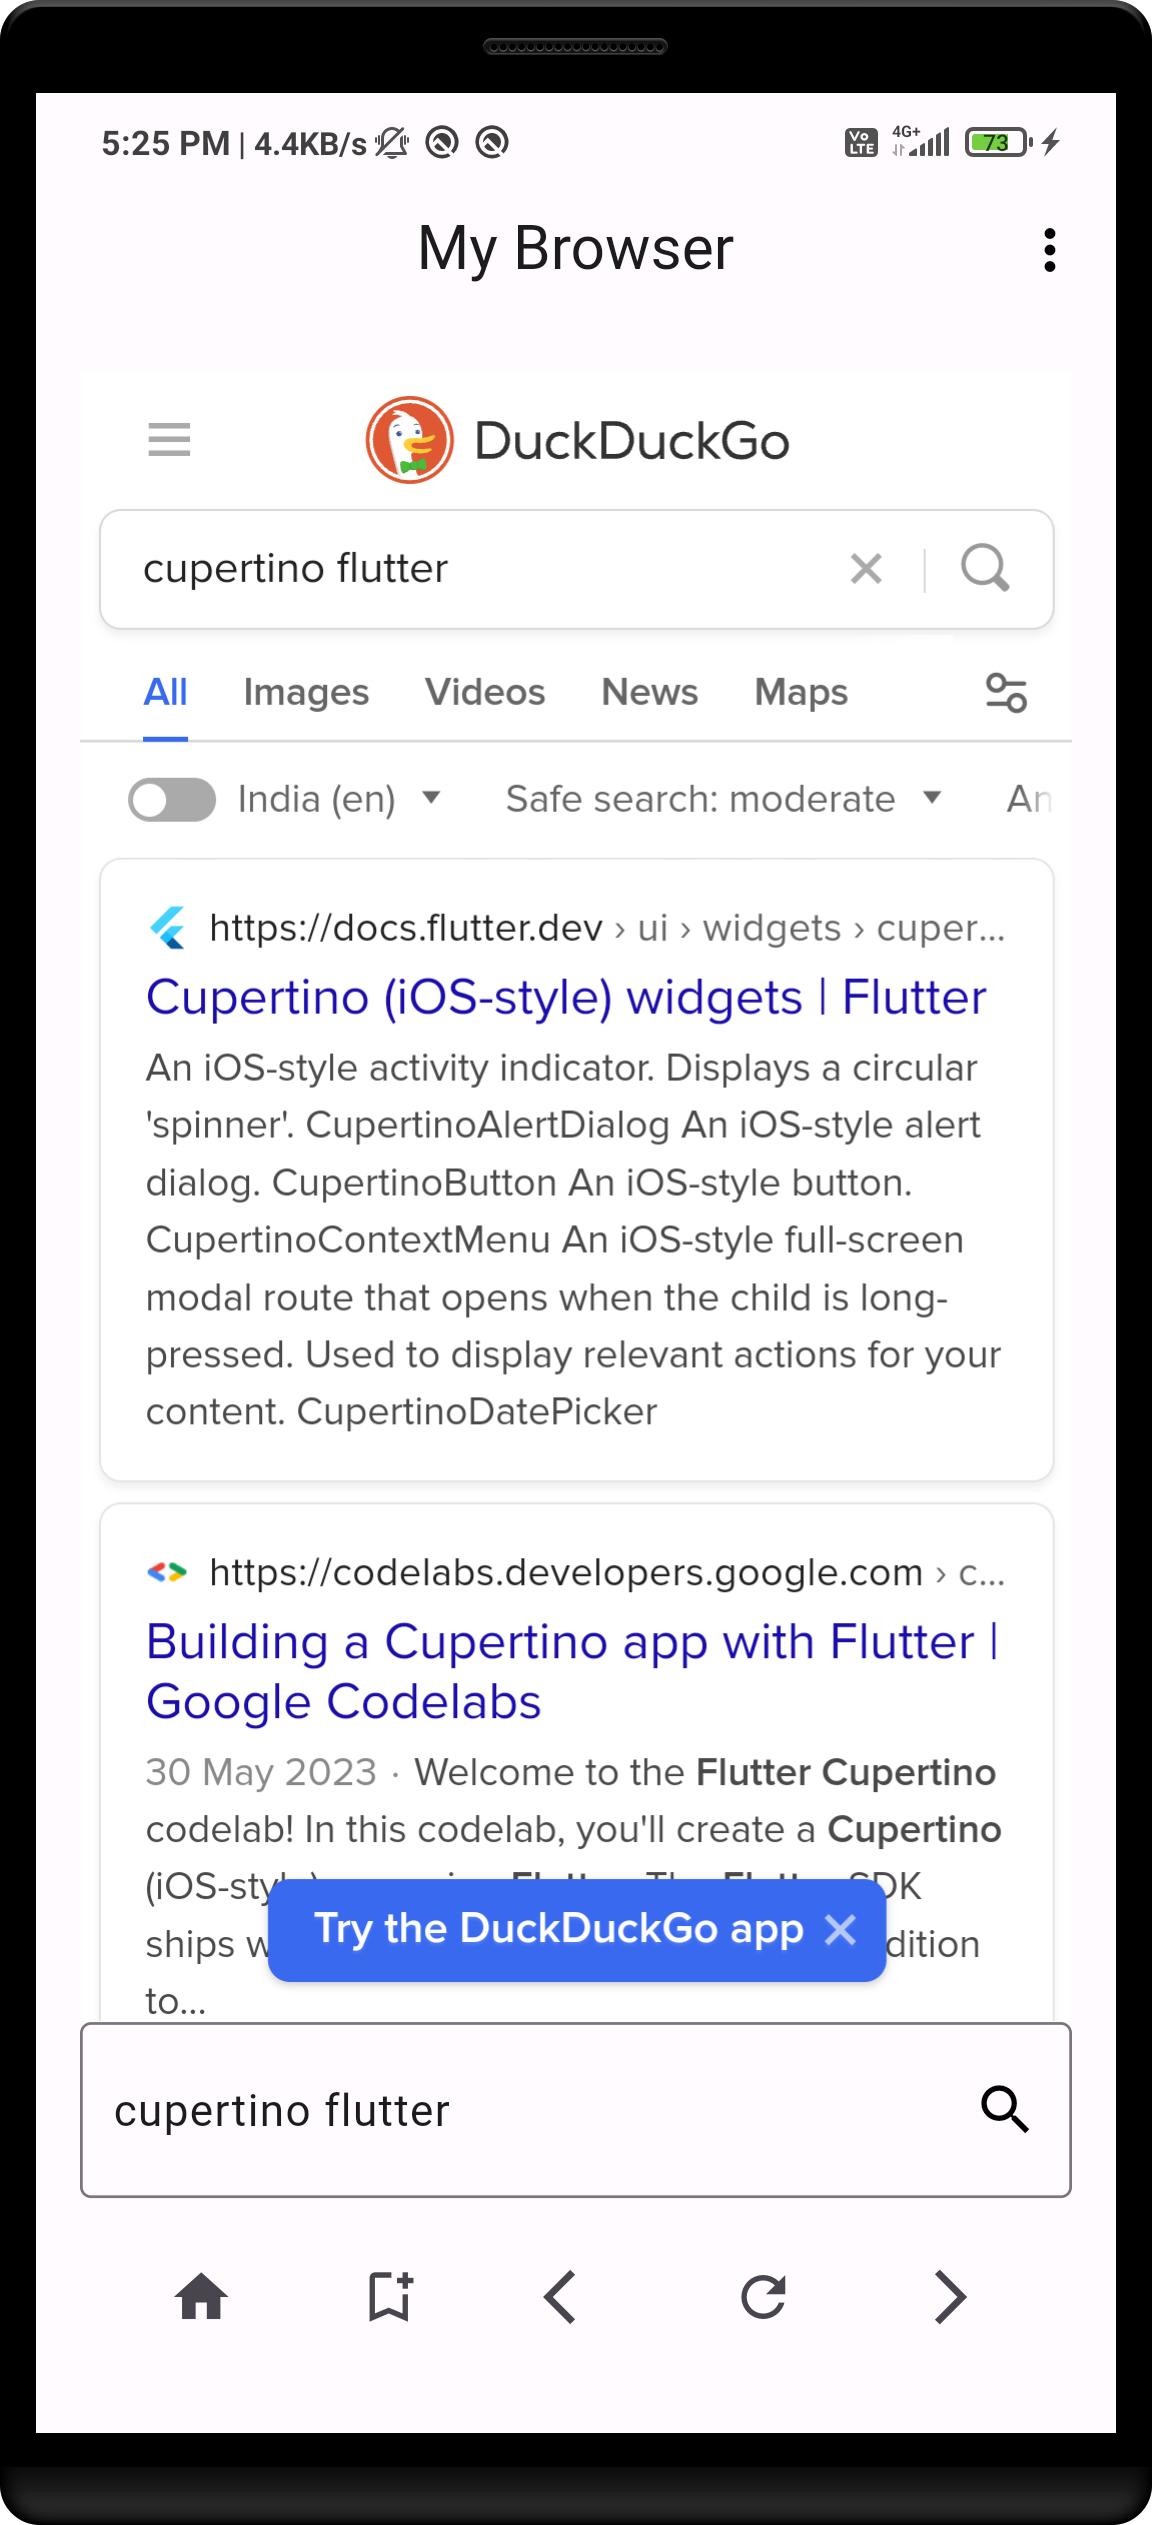 5:25 PM | 4.4KB/s
Vo LTE 4G+ 73
My Browser
DuckDuckGo
cupertino flutter
All Images Videos News Maps
India (en) Safe search: moderate An
https://docs.flutter.dev › ui › widgets › cuper...
Cupertino (iOS-style) widgets | Flutter
An iOS-style activity indicator. Displays a circular
'spinner'. CupertinoAlertDialog An iOS-style alert
dialog. CupertinoButton An iOS-style button.
CupertinoContextMenu An iOS-style full-screen
modal route that opens when the child is long-
pressed. Used to display relevant actions for your
content. CupertinoDatePicker
https://codelabs.developers.google.com › c...
Building a Cupertino app with Flutter |
Google Codelabs
30 May 2023 · Welcome to the Flutter Cupertino
codelab! In this codelab, you'll create a Cupertino
(iOS-style) Flutter. The Flutter SDK
ships
Try the DuckDuckGo app
to...
cupertino flutter